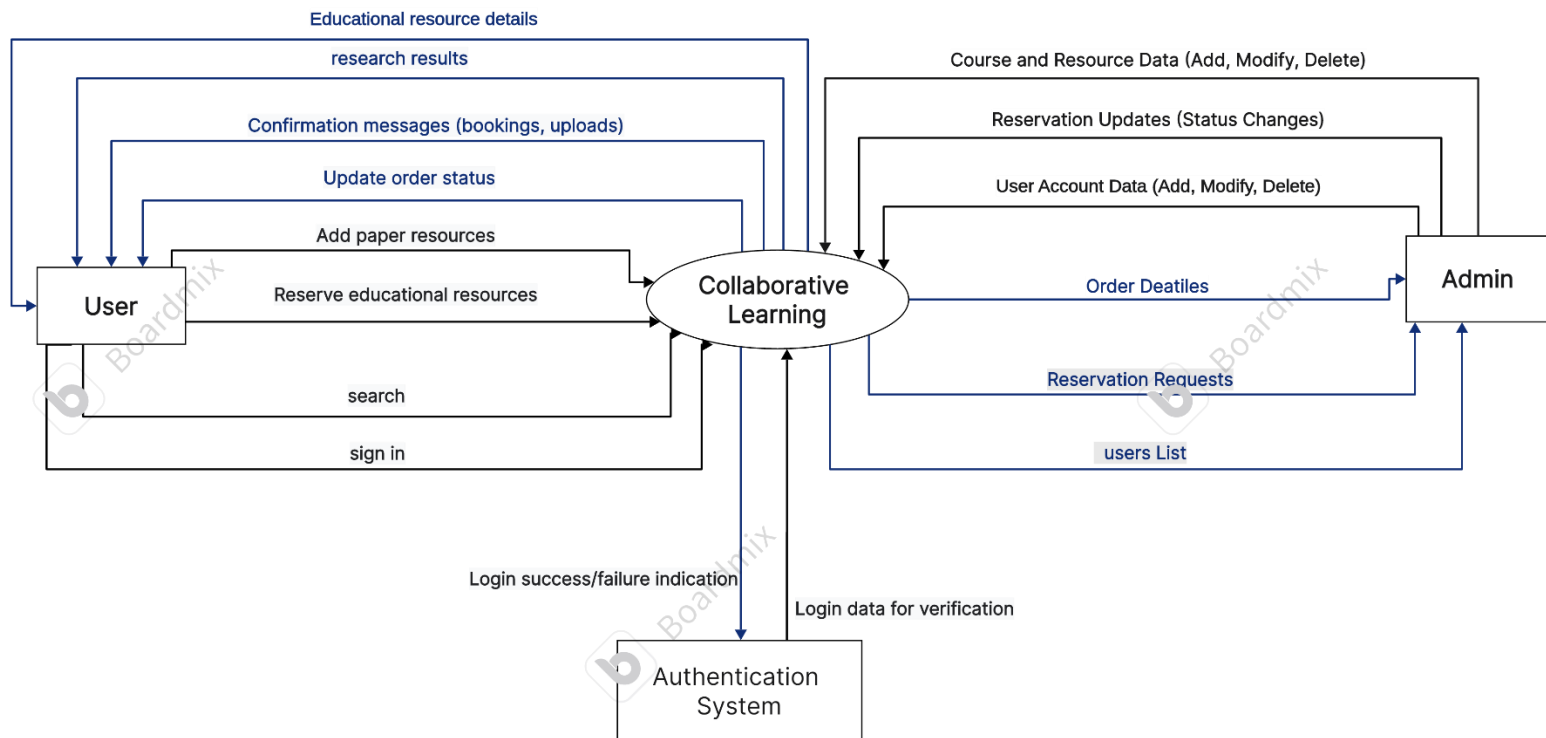 Educational resource details
research results
Course and Resource Data (Add, Modify, Delete)
Confirmation messages (bookings, uploads)
Reservation Updates (Status Changes)
Update order status
User Account Data (Add, Modify, Delete)
Add paper resources
User
Reserve educational resources
Collaborative
Learning
Order Deatiles
Admin
Boardmix
Boardmix
Reservation Requests
search
sign in
users List
Login success/failure indication
Login data for verification
Boardmix
Authentication
System